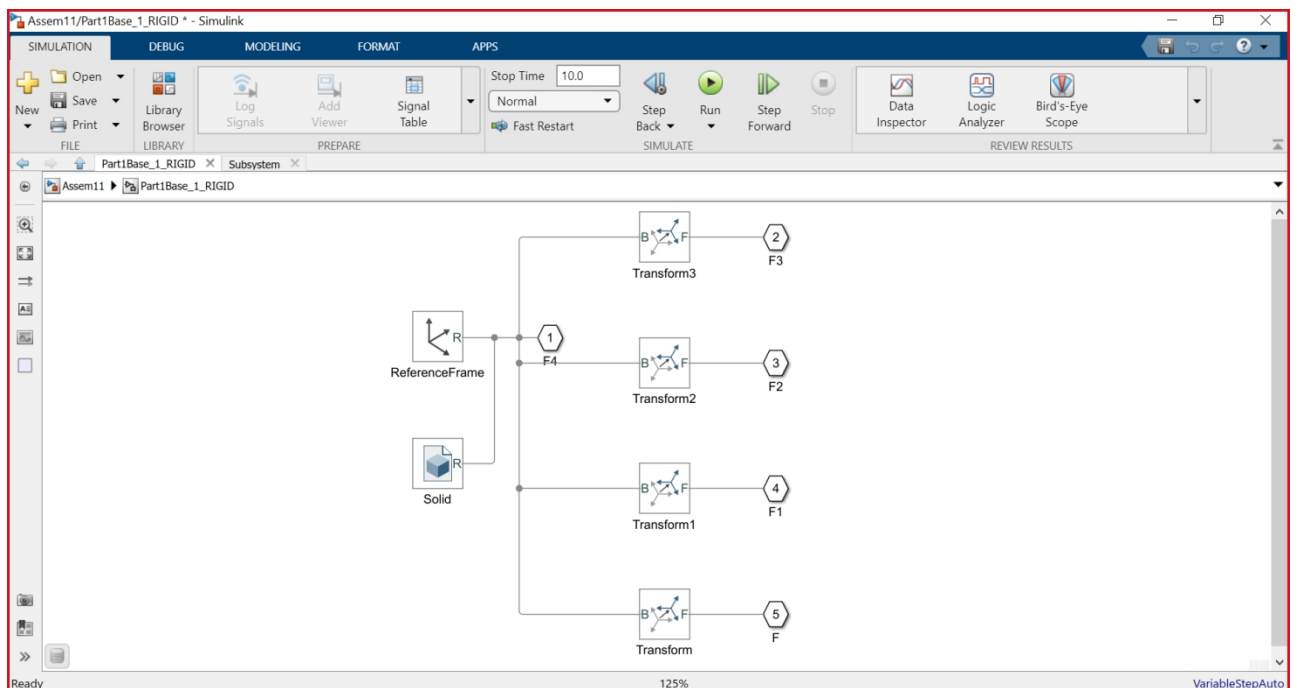 Assem11/Part1Base_1_RIGID * - Simulink
SIMULATION DEBUG MODELING FORMAT APPS
New
Open
Save
Print
FILE
Library
Browser
LIBRARY
Log
Signals
Add
Viewer
Signal
Table
PREPARE
Stop Time 10.0
Normal
Fast Restart
Step
Back
Run
Step
Forward
Stop
SIMULATE
Data
Inspector
Logic
Analyzer
Bird's-Eye
Scope
REVIEW RESULTS
Part1Base_1_RIGID Subsystem
Assem11 Part1Base_1_RIGID
B F
2
Transform3
F3
R
1
ReferenceFrame
F4
B F
3
Transform2
F2
R
Solid
B F
4
Transform1
F1
B F
5
Transform
F
Ready 125% VariableStepAuto